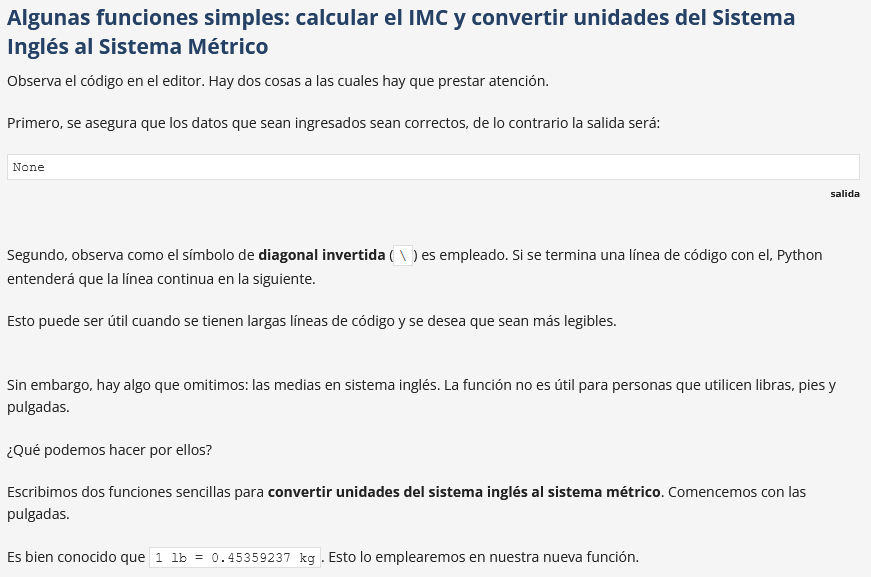 Algunas funciones simples: calcular el IMC y convertir unidades del Sistema
Inglés al Sistema Métrico
Observa el código en el editor. Hay dos cosas a las cuales hay que prestar atención.
Primero, se asegura que los datos que sean ingresados sean correctos, de lo contrario la salida será:
None
salida
Segundo, observa como el símbolo de diagonal invertida ( \ ) es empleado. Si se termina una línea de código con el, Python
entenderá que la línea continua en la siguiente.
Esto puede ser útil cuando se tienen largas líneas de código y se desea que sean más legibles.
Sin embargo, hay algo que omitimos: las medias en sistema inglés. La función no es útil para personas que utilicen libras, pies y
pulgadas.
¿Qué podemos hacer por ellos?
Escribimos dos funciones sencillas para convertir unidades del sistema inglés al sistema métrico. Comencemos con las
pulgadas.
Es bien conocido que 1 lb = 0.45359237 kg . Esto lo emplearemos en nuestra nueva función.